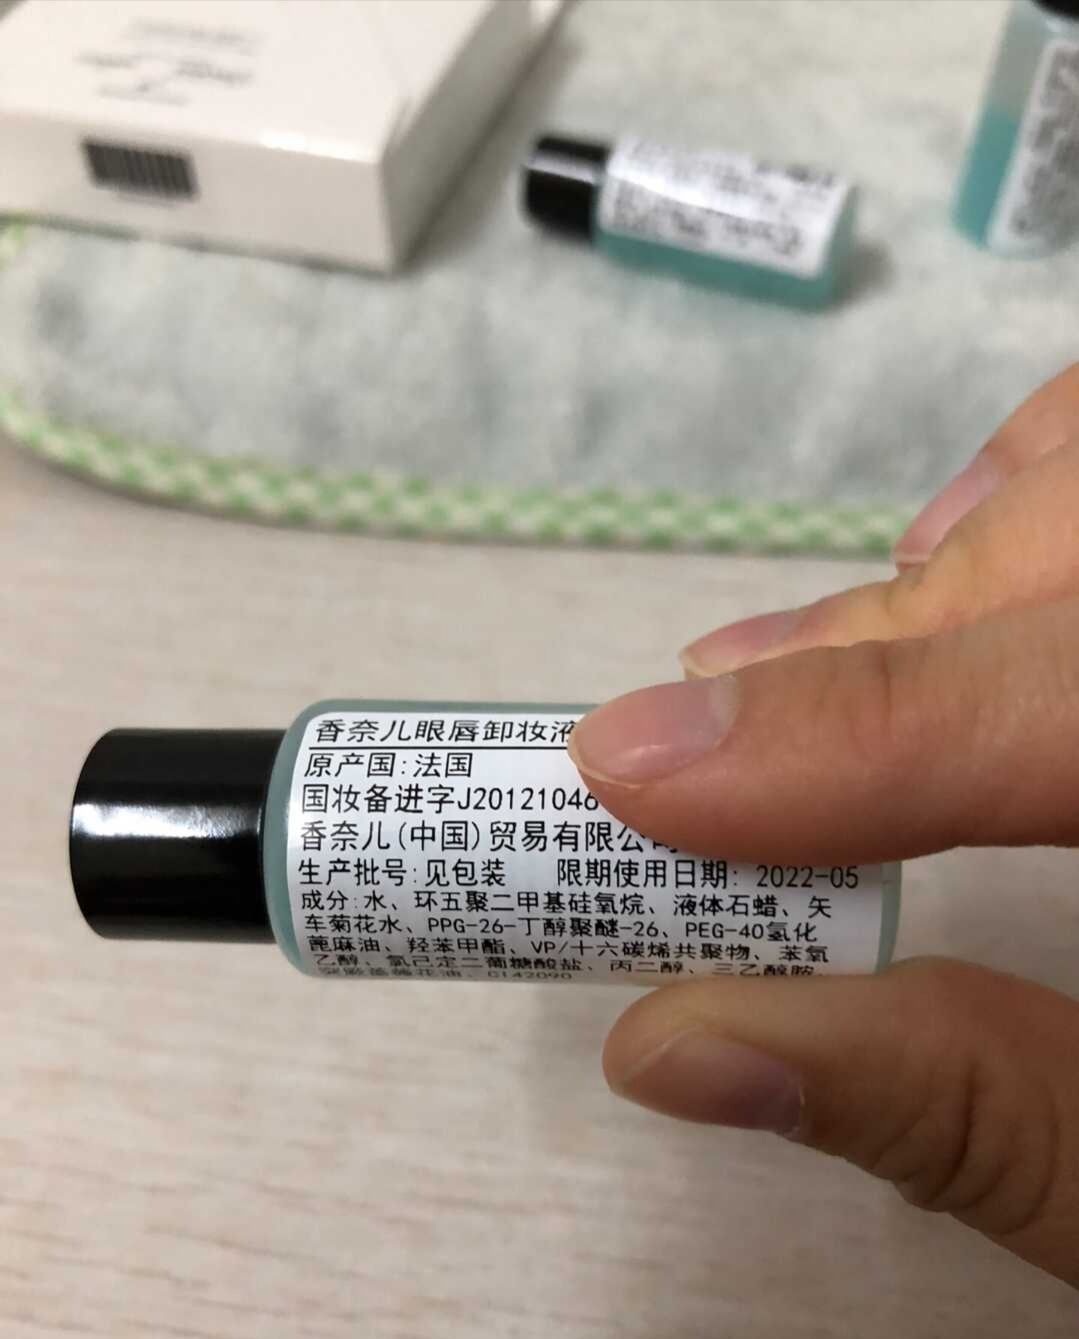 香奈儿眼唇卸妆液
原产国:法国
国妆备进字J20121046
香奈儿(中国)贸易有限公司
生产批号:见包装 限期使用日期: 2022-05
成分:水、环五聚二甲基硅氧烷、液体石蜡、矢
车菊花水、PPG-26-丁醇聚醚-26、PEG-40氢化
蓖麻油、羟苯甲酯、VP/十六碳烯共聚物、苯氧
乙醇、氯己定二葡糖酸盐、丙二醇、三乙醇胺、
花油、CI42090